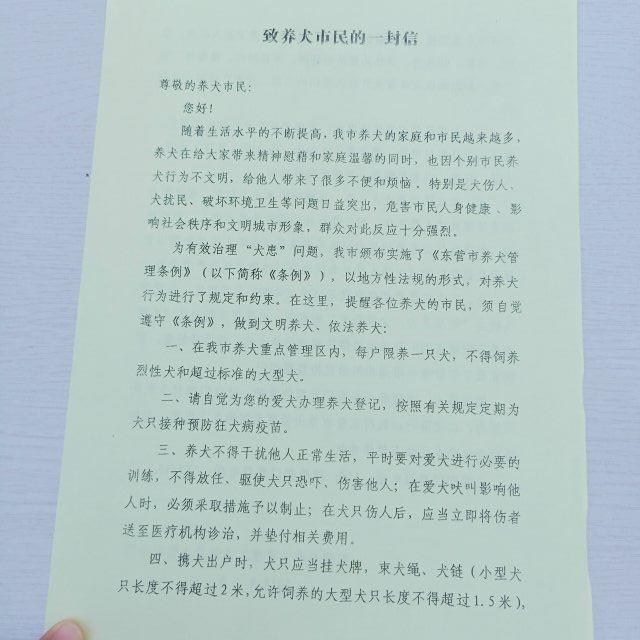 致养犬市民的一封信
尊敬的养犬市民：
您好！
随着生活水平的不断提高，我市养犬的家庭和市民越来越多，
养犬在给大家带来精神慰藉和家庭温馨的同时，也因个别市民养
犬行为不文明，给他人带来了很多不便和烦恼。特别是犬伤人、
犬扰民、破坏环境卫生等问题日益突出，危害市民人身健康、影
响社会秩序和文明城市形象，群众对此反应十分强烈。
为有效治理“犬患”问题，我市颁布实施了《东营市养犬管
理条例》（以下简称《条例》），以地方性法规的形式，对养犬
行为进行了规定和约束。在这里，提醒各位养犬的市民，须自觉
遵守《条例》，做到文明养犬、依法养犬：
一、在我市养犬重点管理区内，每户限养一只犬，不得饲养
烈性犬和超过标准的大型犬。
二、请自觉为您的爱犬办理养犬登记，按照有关规定定期为
犬只接种预防狂犬病疫苗。
三、养犬不得干扰他人正常生活，平时要对爱犬进行必要的
训练，不得放任、驱使犬只恐吓、伤害他人；在爱犬吠叫影响他
人时，必须采取措施予以制止；在犬只伤人后，应当立即将伤者
送至医疗机构诊治，并垫付相关费用。
四、携犬出户时，犬只应当挂犬牌，束犬绳、犬链（小型犬
只长度不得超过2米，允许饲养的大型犬只长度不得超过1.5米），